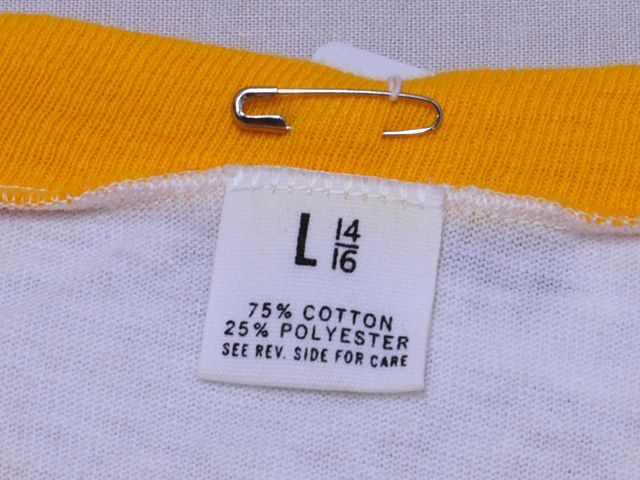 L 14/16
75% COTTON
25% POLYESTER
SEE REV. SIDE FOR CARE